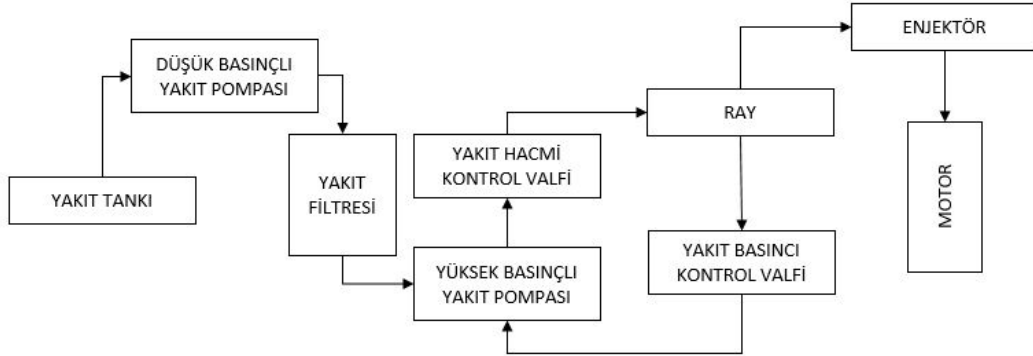 YAKIT TANKI
DÜŞÜK BASINÇLI
YAKIT POMPASI
YAKIT
FİLTRESİ
YÜKSEK BASINÇLI
YAKIT POMPASI
YAKIT HACMİ
KONTROL VALFİ
RAY
YAKIT BASINCI
KONTROL VALFİ
ENJEKTÖR
MOTOR